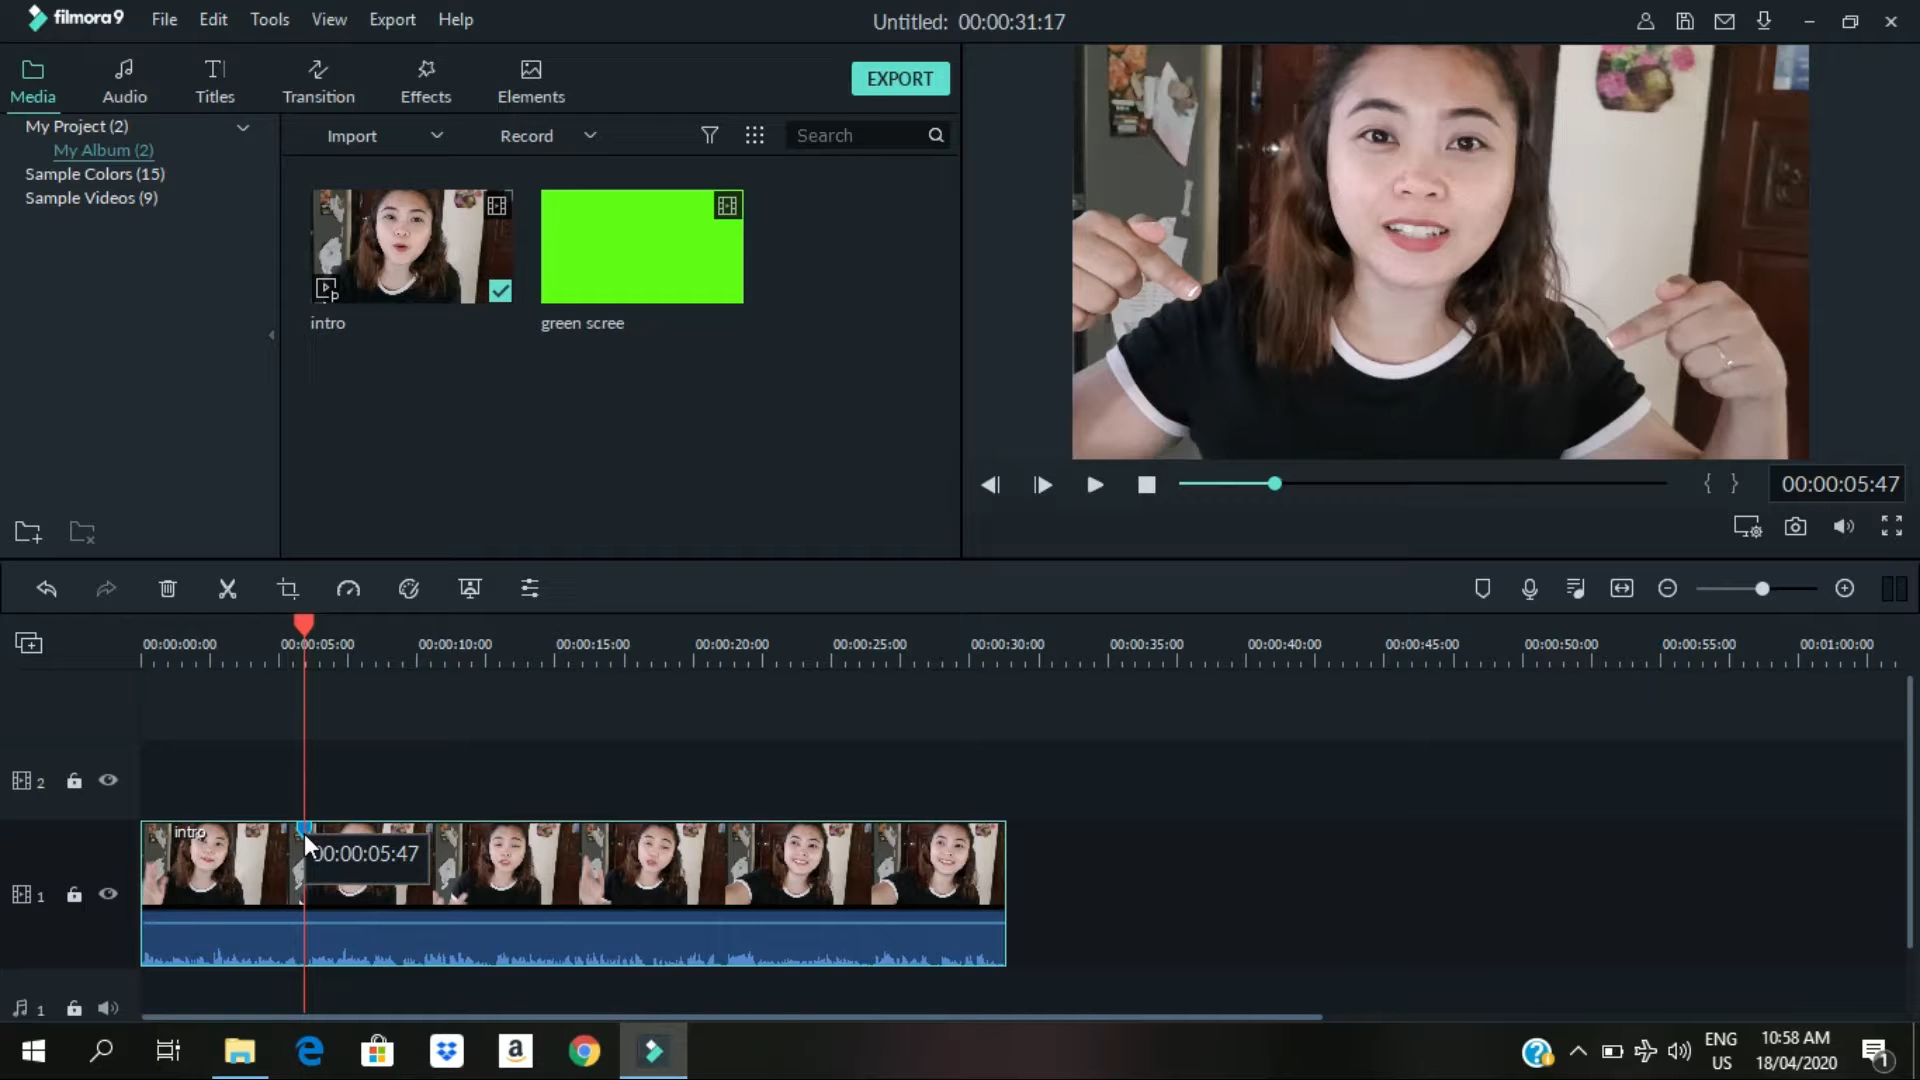 filmora9 File Edit Tools View Export Help Untitled: 00:00:31:17
Media Audio Titles Transition Effects Elements EXPORT
My Project (2)
My Album (2)
Sample Colors (15)
Sample Videos (9)
Import Record Search
intro green scree
00:00:05:47
00:00:00:00 00:00:05:00 00:00:10:00 00:00:15:00 00:00:20:00 00:00:25:00 00:00:30:00 00:00:35:00 00:00:40:00 00:00:45:00 00:00:50:00 00:00:55:00 00:01:00:00
2
intro
00:00:05:47
1
1
ENG 10:58 AM
US 18/04/2020 1